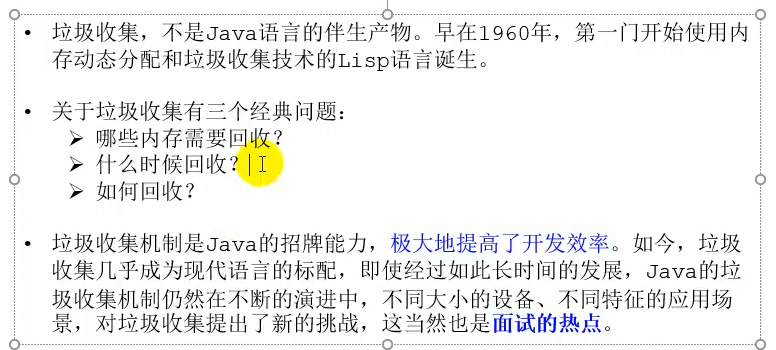 • 垃圾收集，不是Java语言的伴生产物。早在1960年，第一门开始使用内
存动态分配和垃圾收集技术的Lisp语言诞生。
• 关于垃圾收集有三个经典问题：
➢ 哪些内存需要回收？
➢ 什么时候回收？
➢ 如何回收？
• 垃圾收集机制是Java的招牌能力，极大地提高了开发效率。如今，垃圾
收集几乎成为现代语言的标配，即使经过如此长时间的发展，Java的垃
圾收集机制仍然在不断的演进中，不同大小的设备、不同特征的应用场
景，对垃圾收集提出了新的挑战，这当然也是面试的热点。